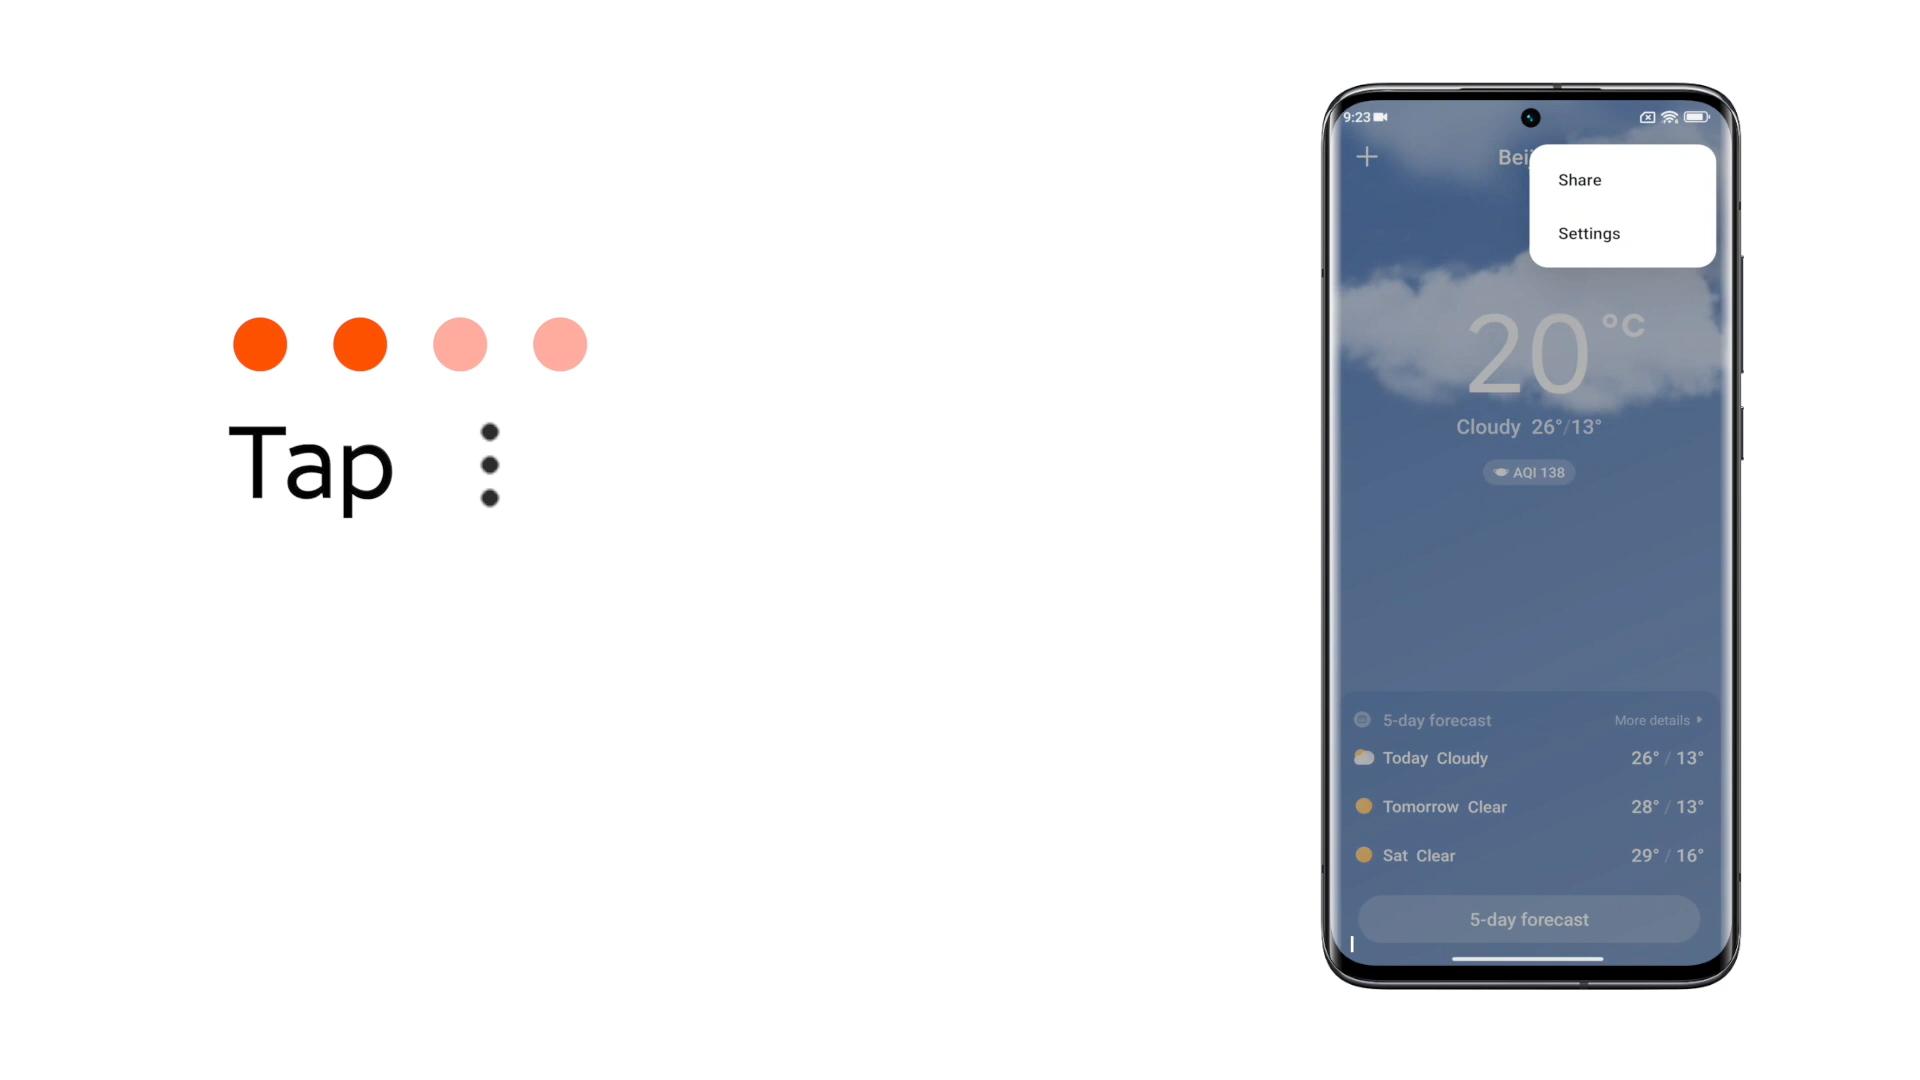 Tap
9:23
Beij
Share
Settings
20 °C
Cloudy 26°/13°
AQI 138
5-day forecast More details
Today Cloudy 26° / 13°
Tomorrow Clear 28° / 13°
Sat Clear 29° / 16°
5-day forecast